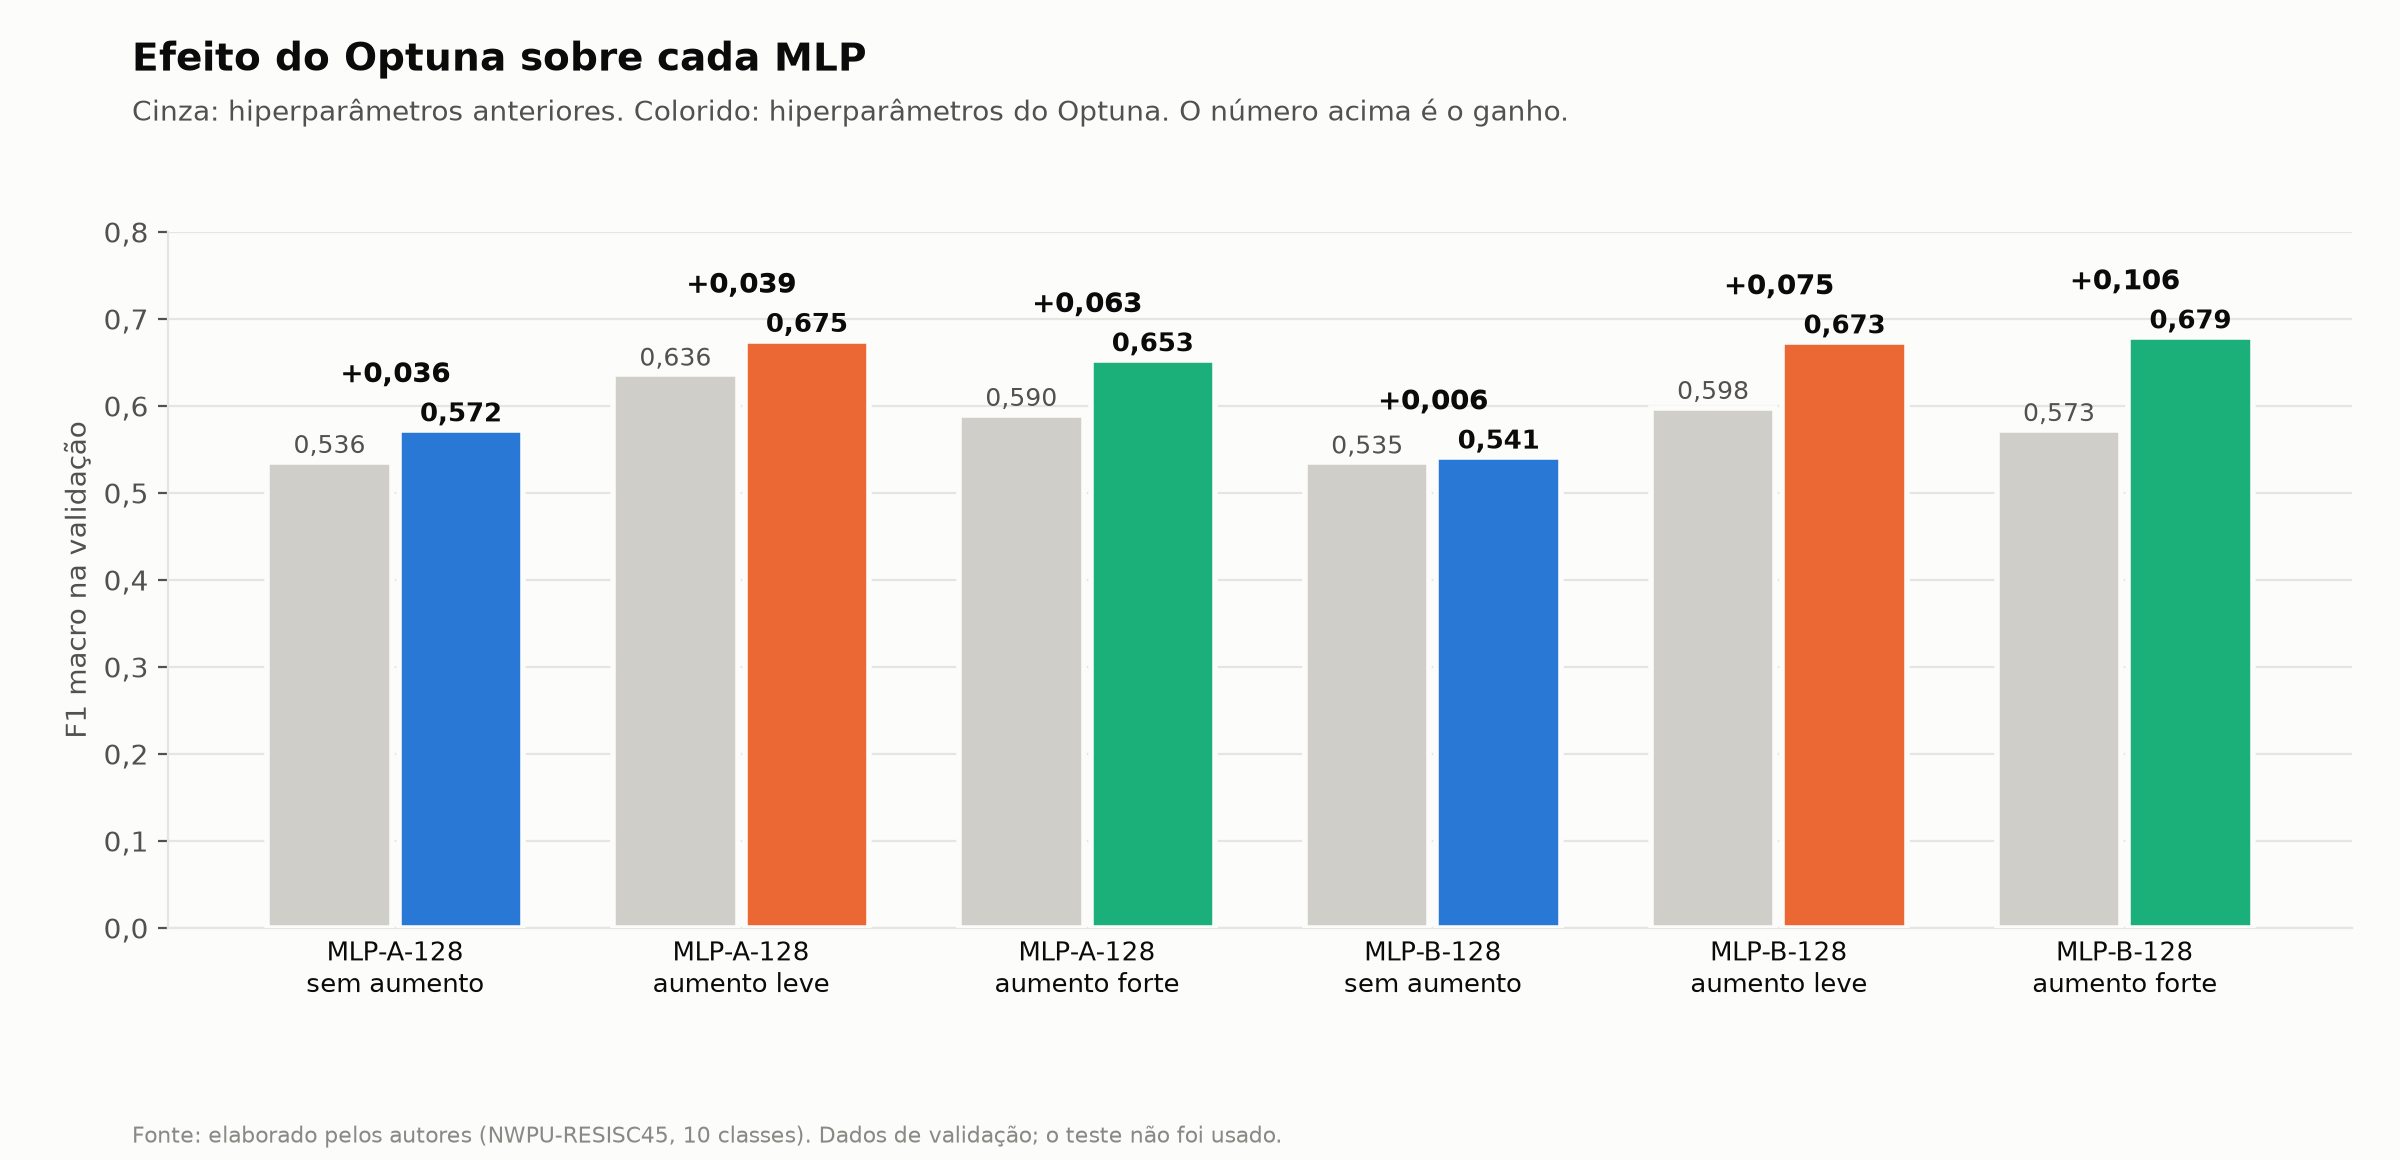 Efeito do Optuna sobre cada MLP
Cinza: hiperparâmetros anteriores. Colorido: hiperparâmetros do Optuna. O número acima é o ganho.
F1 macro na validação
0,8
0,7
0,6
0,5
0,4
0,3
0,2
0,1
0,0
+0,036
0,536
0,572
+0,039
0,636
0,675
+0,063
0,590
0,653
+0,006
0,535
0,541
+0,075
0,598
0,673
+0,106
0,573
0,679
MLP-A-128
sem aumento
MLP-A-128
aumento leve
MLP-A-128
aumento forte
MLP-B-128
sem aumento
MLP-B-128
aumento leve
MLP-B-128
aumento forte
Fonte: elaborado pelos autores (NWPU-RESISC45, 10 classes). Dados de validação; o teste não foi usado.